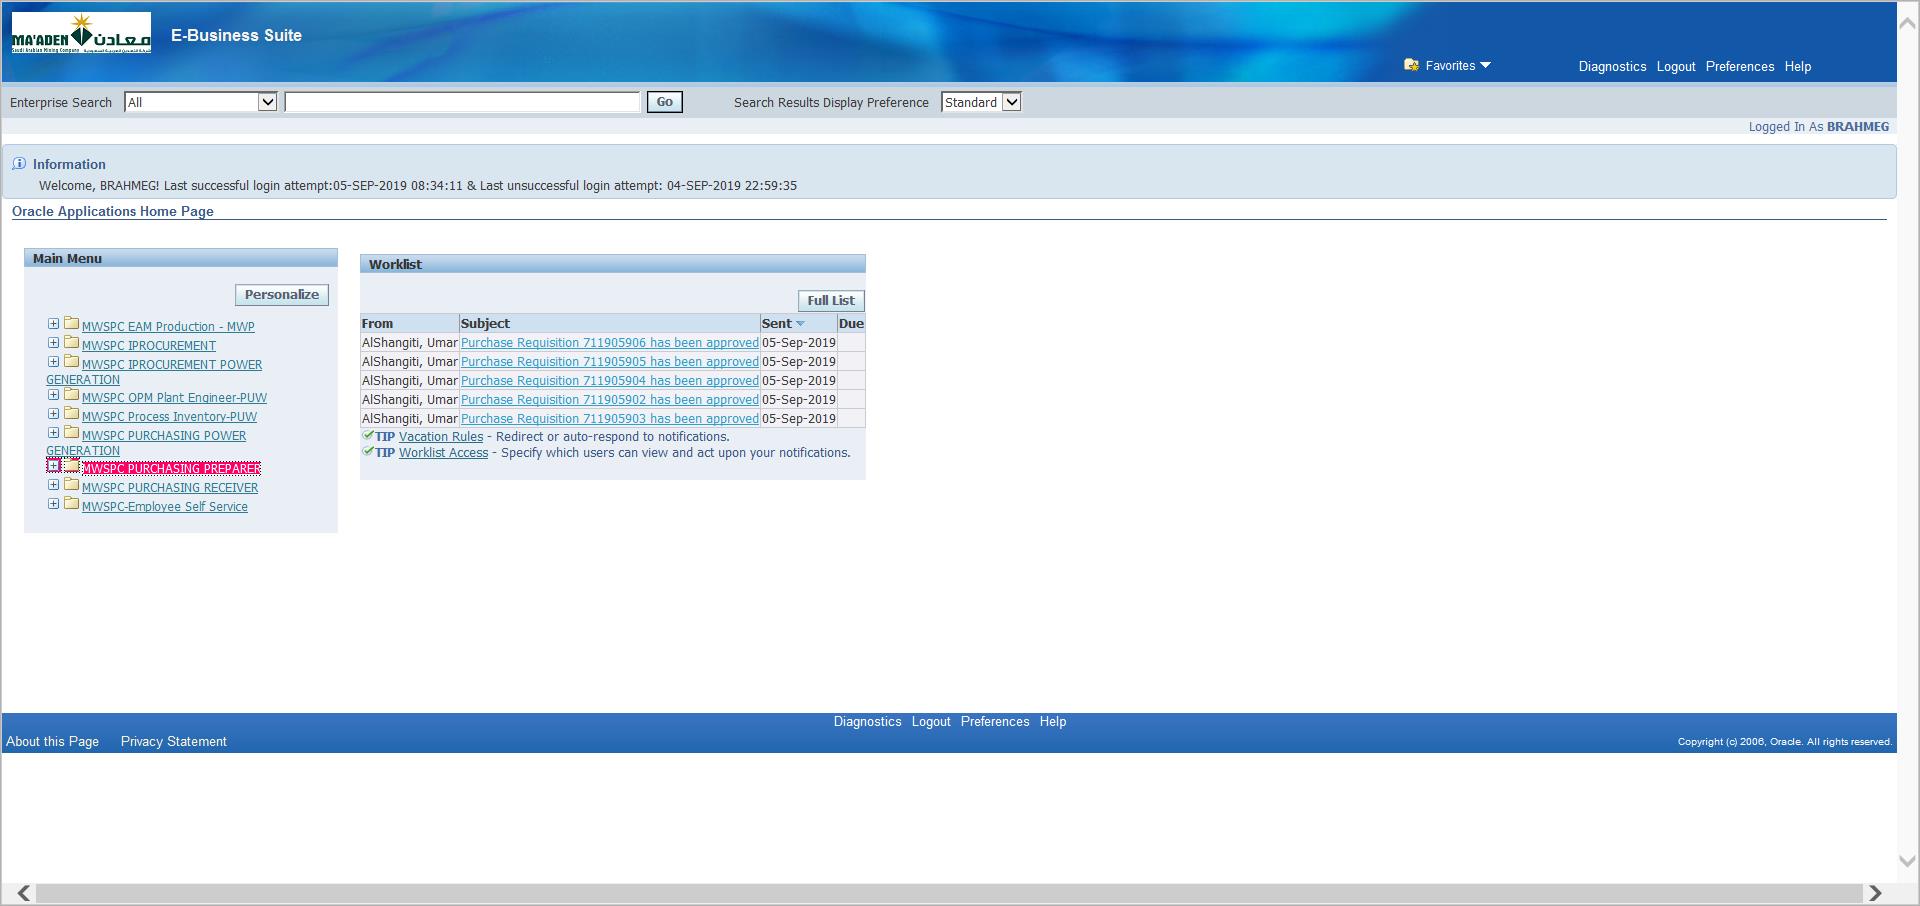 MA'ADEN معادن
Saudi Arabian Mining Company
E-Business Suite
Favorites
Diagnostics Logout Preferences Help
Enterprise Search All Go Search Results Display Preference Standard
Logged In As BRAHMEG
Information
Welcome, BRAHMEG! Last successful login attempt:05-SEP-2019 08:34:11 & Last unsuccessful login attempt: 04-SEP-2019 22:59:35
Oracle Applications Home Page
Main Menu
Personalize
MWSPC EAM Production - MWP
MWSPC IPROCUREMENT
MWSPC IPROCUREMENT POWER
GENERATION
MWSPC OPM Plant Engineer-PUW
MWSPC Process Inventory-PUW
MWSPC PURCHASING POWER
GENERATION
MWSPC PURCHASING PREPARER
MWSPC PURCHASING RECEIVER
MWSPC-Employee Self Service
Worklist
Full List
From Subject Sent Due
AlShangiti, Umar Purchase Requisition 711905906 has been approved 05-Sep-2019
AlShangiti, Umar Purchase Requisition 711905905 has been approved 05-Sep-2019
AlShangiti, Umar Purchase Requisition 711905904 has been approved 05-Sep-2019
AlShangiti, Umar Purchase Requisition 711905902 has been approved 05-Sep-2019
AlShangiti, Umar Purchase Requisition 711905903 has been approved 05-Sep-2019
TIP Vacation Rules - Redirect or auto-respond to notifications.
TIP Worklist Access - Specify which users can view and act upon your notifications.
Diagnostics Logout Preferences Help
About this Page Privacy Statement
Copyright (c) 2006, Oracle. All rights reserved.